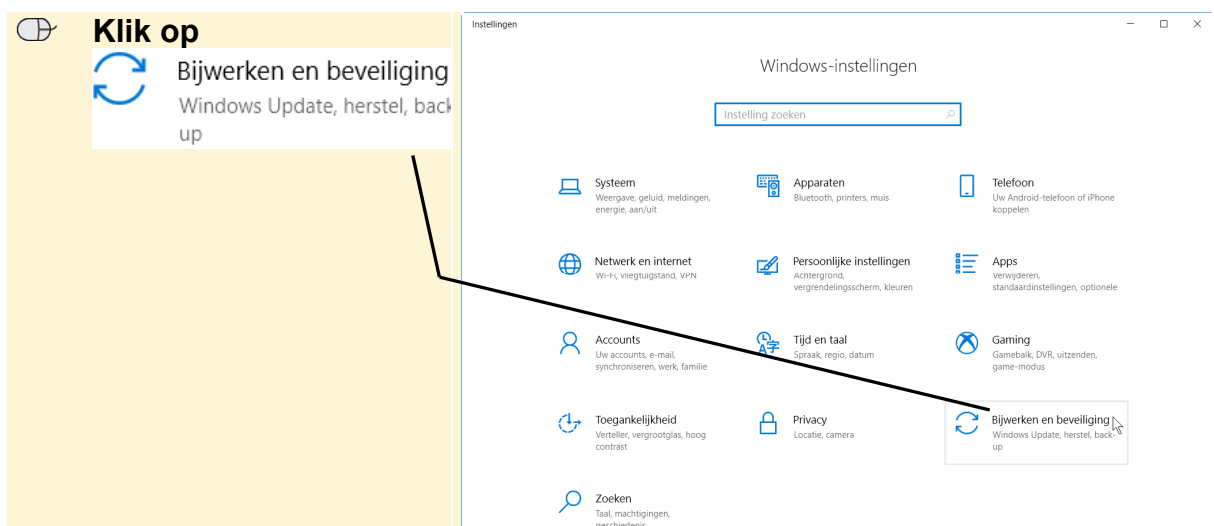 Klik op
Bijwerken en beveiliging
Windows Update, herstel, back
up
Instellingen
Windows-instellingen
Instelling zoeken
Systeem
Weergave, geluid, meldingen,
energie, aan/uit
Apparaten
Bluetooth, printers, muis
Telefoon
Uw Android-telefoon of iPhone
koppelen
Netwerk en internet
Wi-Fi, vliegtuigstand, VPN
Persoonlijke instellingen
Achtergrond,
vergrendelingsscherm, kleuren
Apps
Verwijderen,
standaardinstellingen, optionele
Accounts
Uw accounts, e-mail,
synchroniseren, werk, familie
Tijd en taal
Spraak, regio, datum
Gaming
Gamebalk, DVR, uitzenden,
game-modus
Toegankelijkheid
Verteller, vergrootglas, hoog
contrast
Privacy
Locatie, camera
Bijwerken en beveiliging
Windows Update, herstel, back-
up
Zoeken
Taal, machtigingen,
geschiedenis